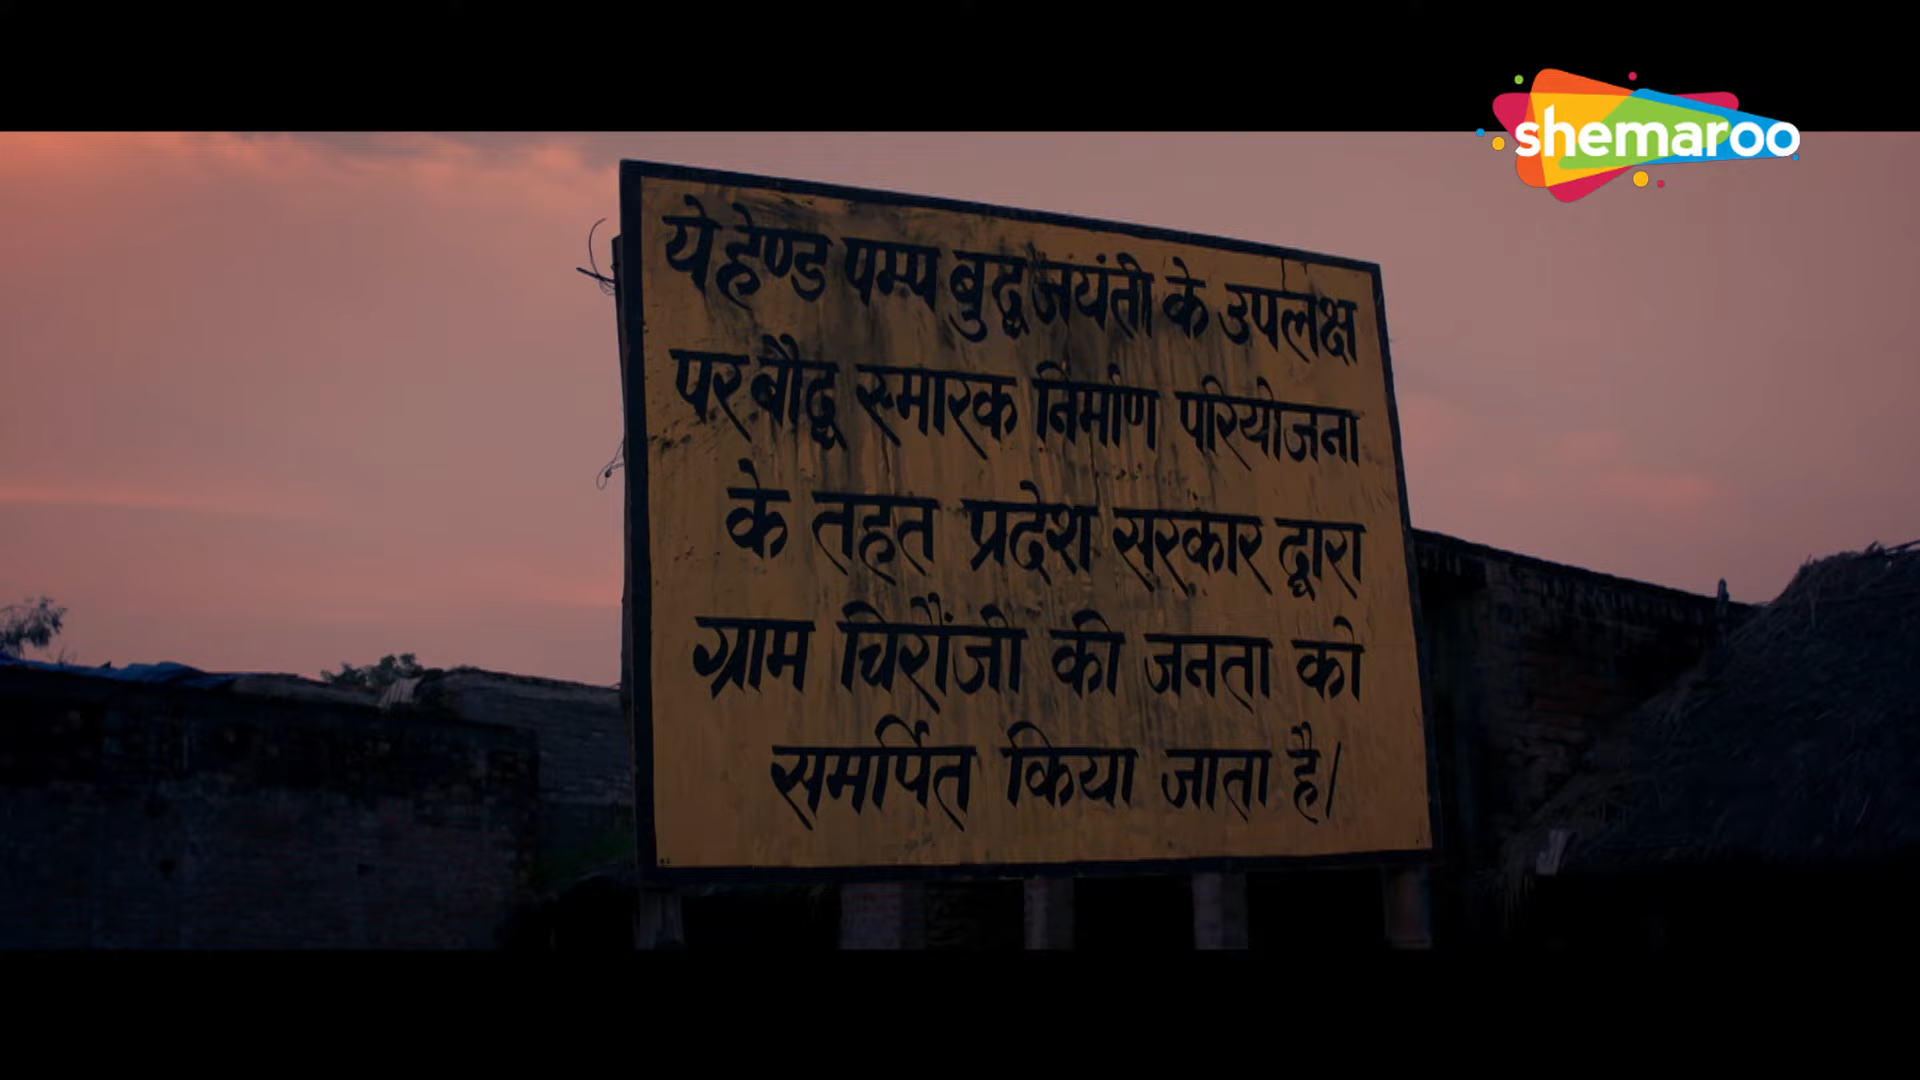 shemaroo
ये हेण्ड पम्प बुद्ध जयंती के उपलक्ष
पर बौद्ध स्मारक निर्माण परियोजना
के तहत प्रदेश सरकार द्वारा
ग्राम चिरौंजी की जनता को
समर्पित किया जाता है।